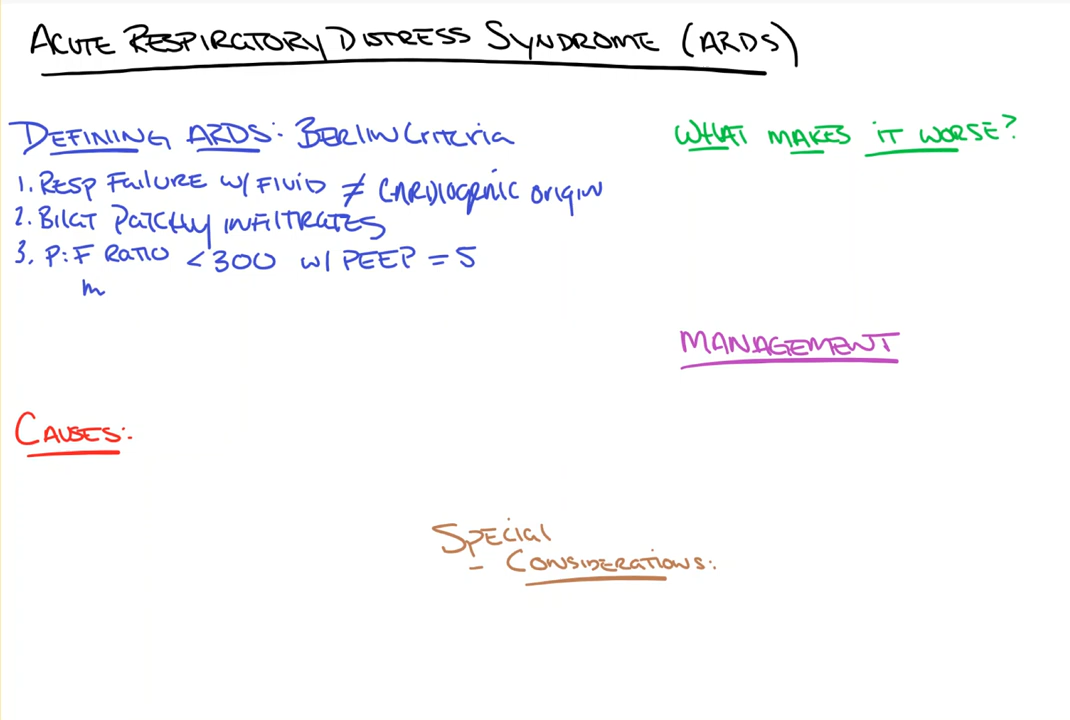 ACUTE RESPIRATORY DISTRESS SYNDROME (ARDS)
DEFINING ARDS: BERLIN CRITERIA
1. RESP FAILURE W/ FLUID ≠ CARDIOGENIC ORIGIN
2. BILAT PATCHY INFILTRATES
3. P:F RATIO <300 W/ PEEP = 5
m
CAUSES:
WHAT MAKES IT WORSE?
MANAGEMENT
SPECIAL
- CONSIDERATIONS: